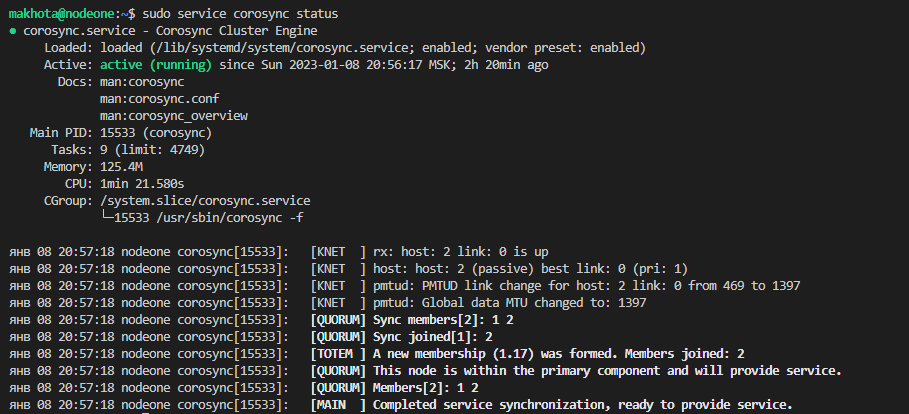 makhota@nodeone:~$ sudo service corosync status
● corosync.service - Corosync Cluster Engine
     Loaded: loaded (/lib/systemd/system/corosync.service; enabled; vendor preset: enabled)
     Active: active (running) since Sun 2023-01-08 20:56:17 MSK; 2h 20min ago
       Docs: man:corosync
             man:corosync.conf
             man:corosync_overview
   Main PID: 15533 (corosync)
      Tasks: 9 (limit: 4749)
     Memory: 125.4M
        CPU: 1min 21.580s
     CGroup: /system.slice/corosync.service
             └─15533 /usr/sbin/corosync -f

янв 08 20:57:18 nodeone corosync[15533]:   [KNET  ] rx: host: 2 link: 0 is up
янв 08 20:57:18 nodeone corosync[15533]:   [KNET  ] host: host: 2 (passive) best link: 0 (pri: 1)
янв 08 20:57:18 nodeone corosync[15533]:   [KNET  ] pmtud: PMTUD link change for host: 2 link: 0 from 469 to 1397
янв 08 20:57:18 nodeone corosync[15533]:   [KNET  ] pmtud: Global data MTU changed to: 1397
янв 08 20:57:18 nodeone corosync[15533]:   [QUORUM] Sync members[2]: 1 2
янв 08 20:57:18 nodeone corosync[15533]:   [QUORUM] Sync joined[1]: 2
янв 08 20:57:18 nodeone corosync[15533]:   [TOTEM ] A new membership (1.17) was formed. Members joined: 2
янв 08 20:57:18 nodeone corosync[15533]:   [QUORUM] This node is within the primary component and will provide service.
янв 08 20:57:18 nodeone corosync[15533]:   [QUORUM] Members[2]: 1 2
янв 08 20:57:18 nodeone corosync[15533]:   [MAIN  ] Completed service synchronization, ready to provide service.